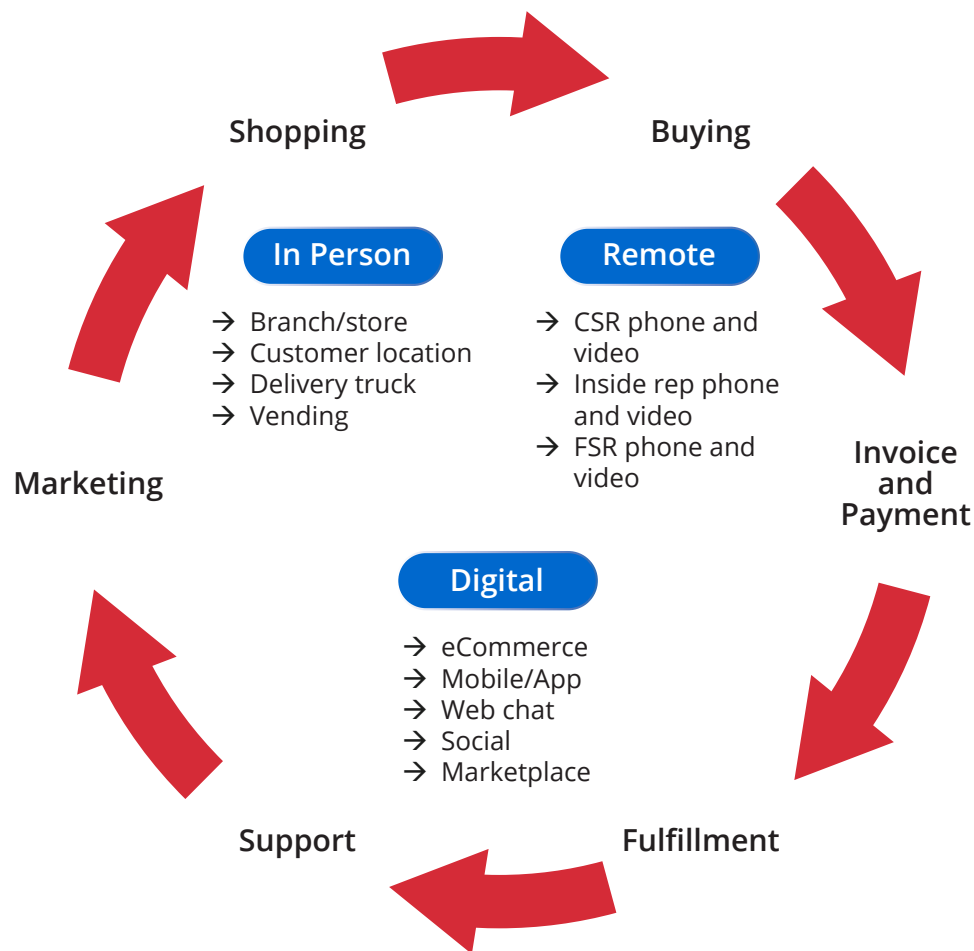 Shopping
Buying
In Person
→ Branch/store
→ Customer location
→ Delivery truck
→ Vending
Remote
→ CSR phone and
video
→ Inside rep phone
and video
→ FSR phone and
video
Marketing
Invoice
and
Payment
Digital
→ eCommerce
→ Mobile/App
→ Web chat
→ Social
→ Marketplace
Support
Fulfillment